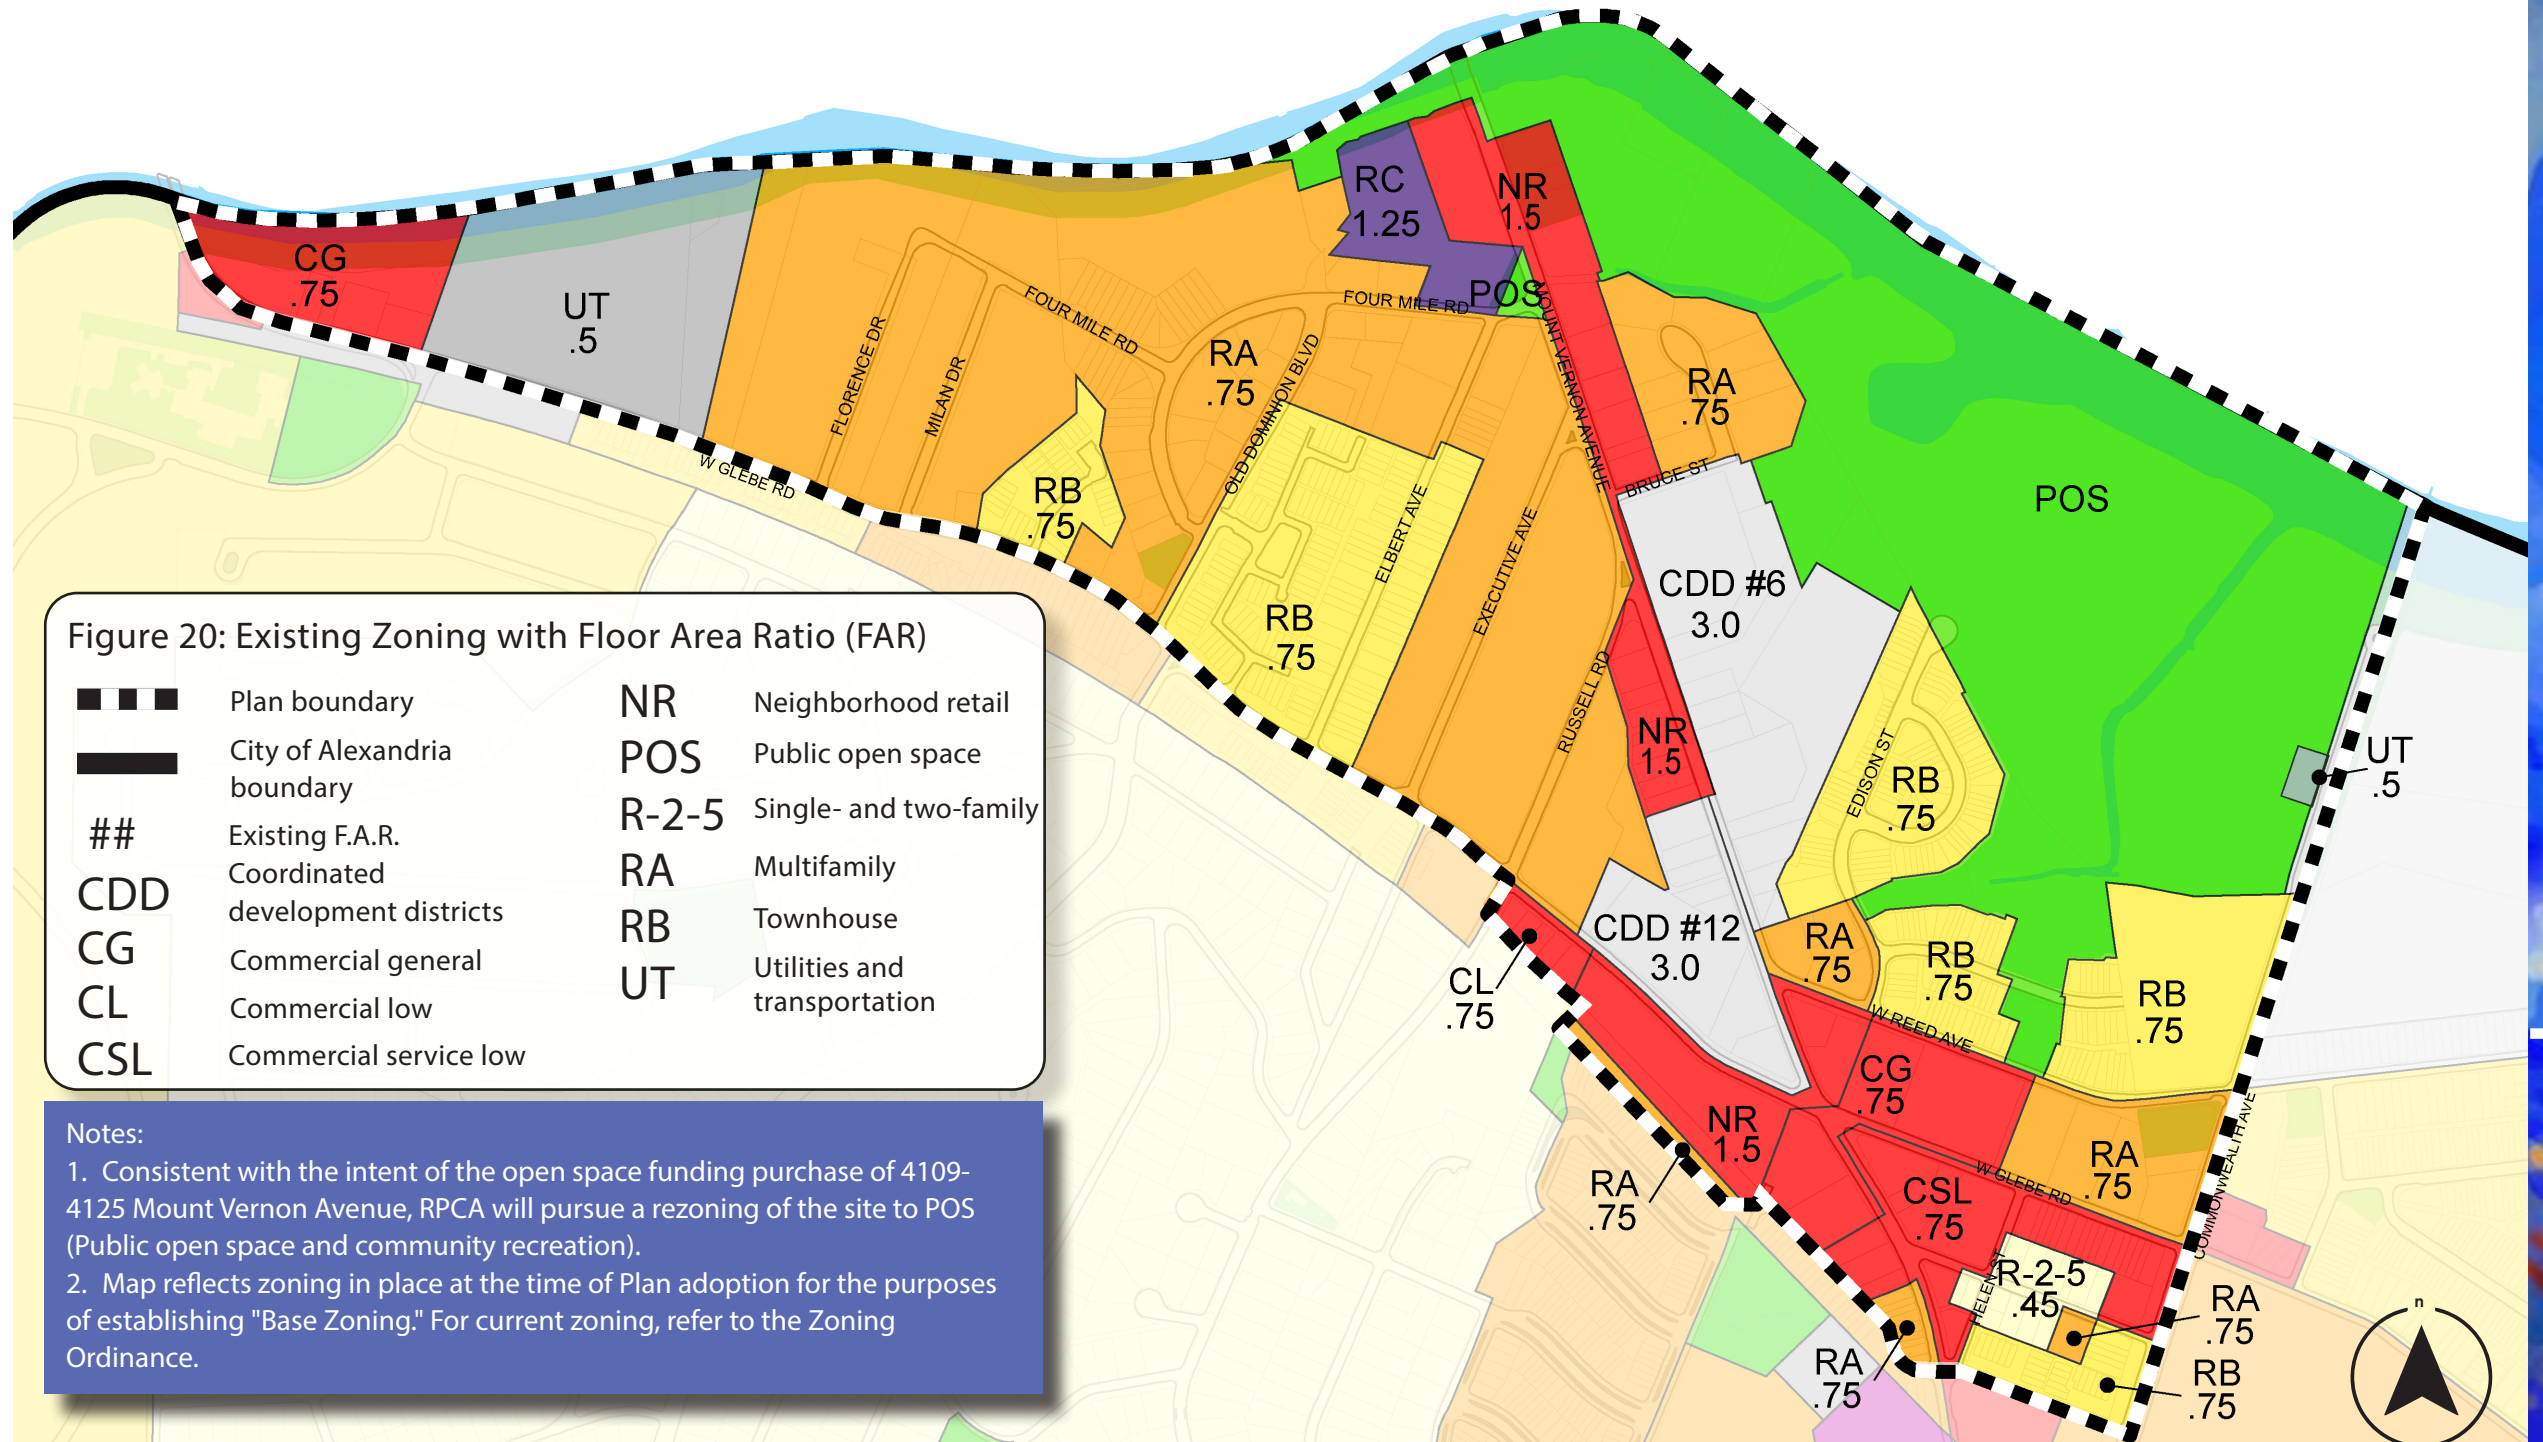 CG
.75
UT
.5
RC
1.25
NR
1.5
POS
FOUR MILE RD
FOUR MILE RD
MOUNT VERNON AVENUE
FLORENCE DR
MILAN DR
RA
.75
OLD DOMINION BLVD
RA
.75
W GLEBE RD
RB
.75
BRUCE ST
POS
ELBERT AVE
EXECUTIVE AVE
RB
.75
CDD #6
3.0
RUSSELL RD
NR
1.5
EDISON ST
RB
.75
UT
.5
CDD #12
3.0
RA
.75
RB
.75
RB
.75
CL
.75
W REED AVE
CG
.75
NR
1.5
RA
.75
CSL
.75
W GLEBE RD
RA
.75
COMMONWEALTH AVE
HELEN ST
R-2-5
.45
RA
.75
RA
.75
RB
.75
n
Figure 20: Existing Zoning with Floor Area Ratio (FAR)
Plan boundary
City of Alexandria
boundary
## Existing F.A.R.
CDD Coordinated
development districts
CG Commercial general
CL Commercial low
CSL Commercial service low
NR Neighborhood retail
POS Public open space
R-2-5 Single- and two-family
RA Multifamily
RB Townhouse
UT Utilities and
transportation
Notes:
1. Consistent with the intent of the open space funding purchase of 4109-
4125 Mount Vernon Avenue, RPCA will pursue a rezoning of the site to POS
(Public open space and community recreation).
2. Map reflects zoning in place at the time of Plan adoption for the purposes
of establishing "Base Zoning." For current zoning, refer to the Zoning
Ordinance.